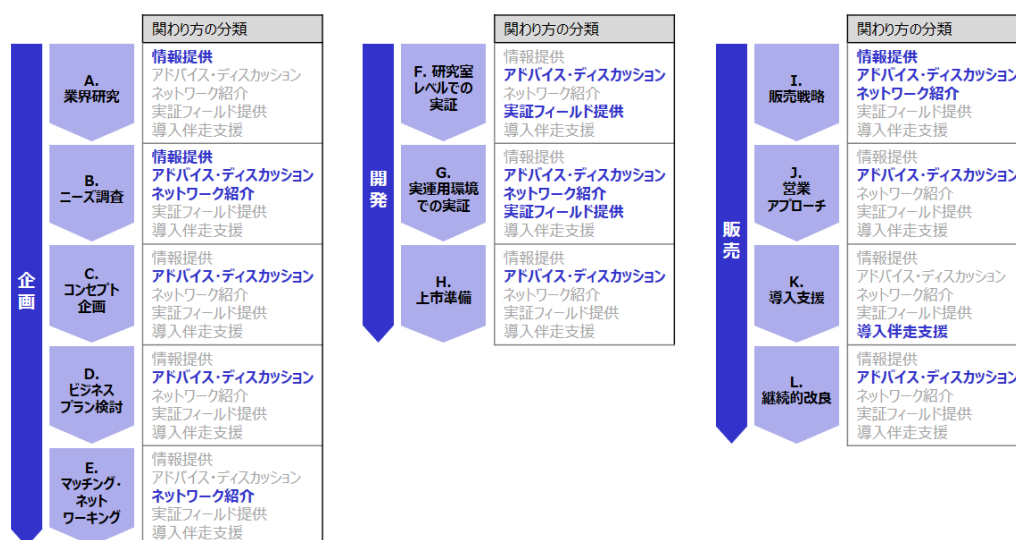 企画
関わり方の分類
A.
業界研究
情報提供
アドバイス・ディスカッション
ネットワーク紹介
実証フィールド提供
導入伴走支援
B.
ニーズ調査
情報提供
アドバイス・ディスカッション
ネットワーク紹介
実証フィールド提供
導入伴走支援
C.
コンセプト
企画
情報提供
アドバイス・ディスカッション
ネットワーク紹介
実証フィールド提供
導入伴走支援
D.
ビジネス
プラン検討
情報提供
アドバイス・ディスカッション
ネットワーク紹介
実証フィールド提供
導入伴走支援
E.
マッチング・
ネット
ワーキング
情報提供
アドバイス・ディスカッション
ネットワーク紹介
実証フィールド提供
導入伴走支援
開発
関わり方の分類
F. 研究室
レベルでの
実証
情報提供
アドバイス・ディスカッション
ネットワーク紹介
実証フィールド提供
導入伴走支援
G.
実運用環境
での実証
情報提供
アドバイス・ディスカッション
ネットワーク紹介
実証フィールド提供
導入伴走支援
H.
上市準備
情報提供
アドバイス・ディスカッション
ネットワーク紹介
実証フィールド提供
導入伴走支援
販売
関わり方の分類
I.
販売戦略
情報提供
アドバイス・ディスカッション
ネットワーク紹介
実証フィールド提供
導入伴走支援
J.
営業
アプローチ
情報提供
アドバイス・ディスカッション
ネットワーク紹介
実証フィールド提供
導入伴走支援
K.
導入支援
情報提供
アドバイス・ディスカッション
ネットワーク紹介
実証フィールド提供
導入伴走支援
L.
継続的改良
情報提供
アドバイス・ディスカッション
ネットワーク紹介
実証フィールド提供
導入伴走支援